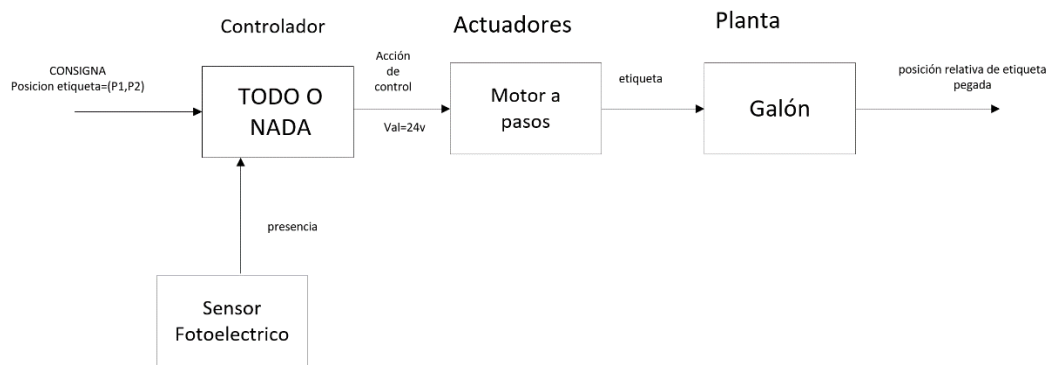 Controlador
Actuadores
Planta
CONSIGNA
Posicion etiqueta=(P1,P2)
TODO O
NADA
Acción
de
control
Val=24v
Motor a
pasos
etiqueta
Galón
posición relativa de etiqueta
pegada
presencia
Sensor
Fotoelectrico